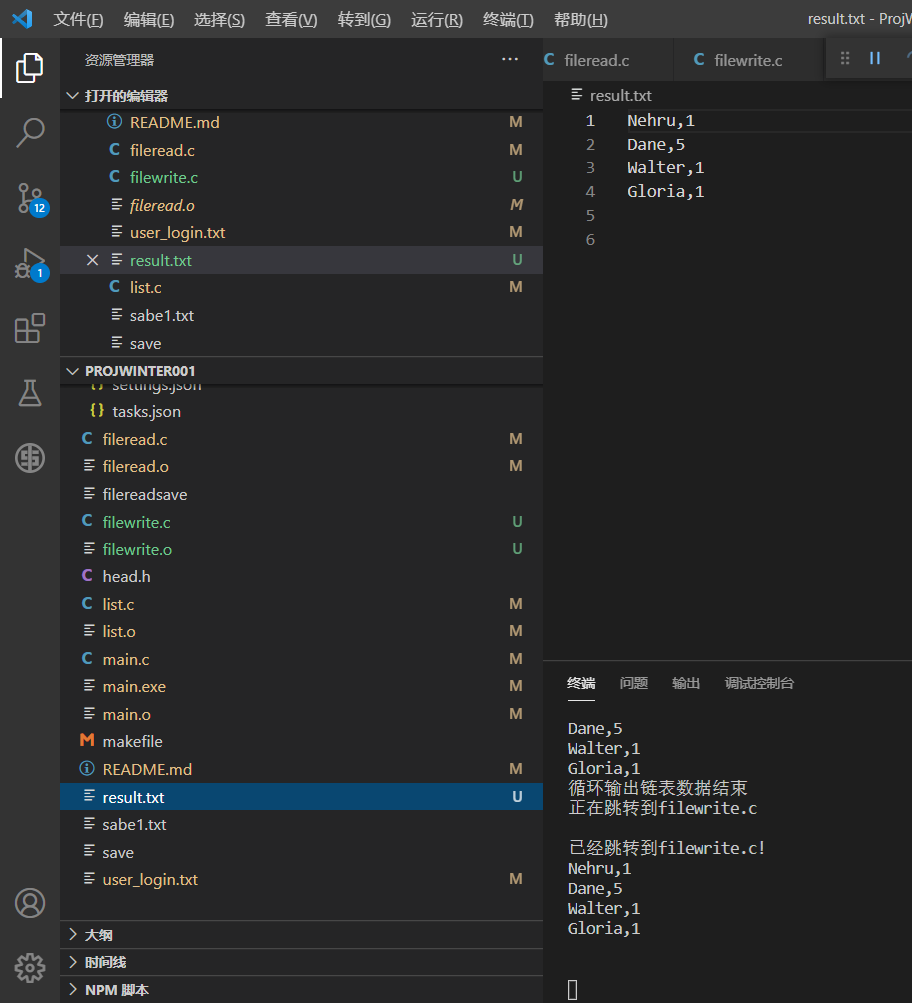 文件(F) 编辑(E) 选择(S) 查看(V) 转到(G) 运行(R) 终端(T) 帮助(H) result.txt - ProjW
资源管理器 ···
打开的编辑器
README.md M
C fileread.c M
C filewrite.c U
fileread.o M
user_login.txt M
result.txt U
C list.c M
sabe1.txt
save
PROJWINTER001
{} settings.json
{} tasks.json
C fileread.c M
fileread.o M
filereadsave
C filewrite.c U
filewrite.o U
C head.h
C list.c M
list.o M
C main.c M
main.exe M
main.o M
M makefile
README.md M
result.txt U
sabe1.txt
save
user_login.txt M
大纲
时间线
NPM 脚本
12
1
C fileread.c C filewrite.c
result.txt
1 Nehru,1
2 Dane,5
3 Walter,1
4 Gloria,1
5
6
终端 问题 输出 调试控制台
Dane,5
Walter,1
Gloria,1
循环输出链表数据结束
正在跳转到filewrite.c
已经跳转到filewrite.c!
Nehru,1
Dane,5
Walter,1
Gloria,1